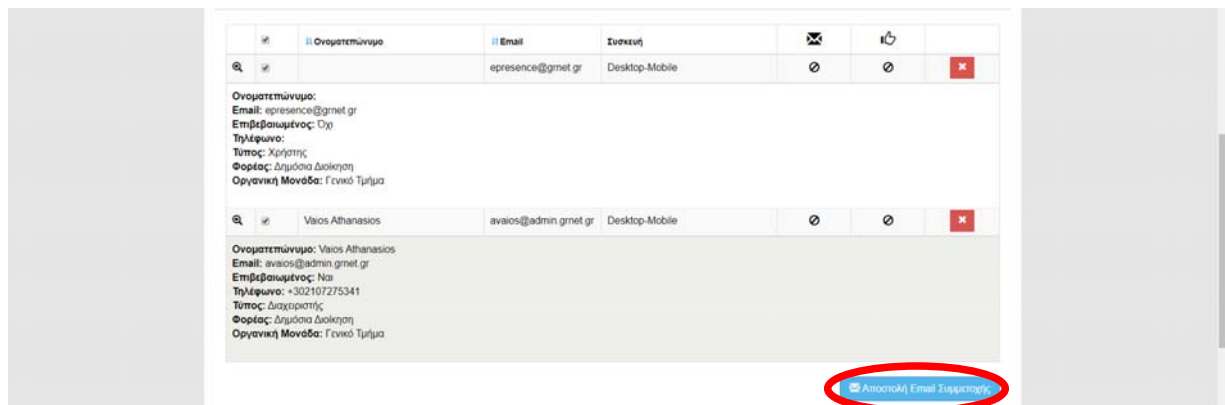 Ονοματεπώνυμο Email Συσκευή
epresence@grnet.gr Desktop-Mobile
Ονοματεπώνυμο:
Email: epresence@grnet.gr
Επιβεβαιωμένος: Όχι
Τηλέφωνο:
Τύπος: Χρήστης
Φορέας: Δημόσια Διοίκηση
Οργανική Μονάδα: Γενικό Τμήμα
Vaios Athanasios avaios@admin.grnet.gr Desktop-Mobile
Ονοματεπώνυμο: Vaios Athanasios
Email: avaios@admin.grnet.gr
Επιβεβαιωμένος: Ναι
Τηλέφωνο: +302107275341
Τύπος: Διαχειριστής
Φορέας: Δημόσια Διοίκηση
Οργανική Μονάδα: Γενικό Τμήμα
Αποστολή Email Συμμετοχής